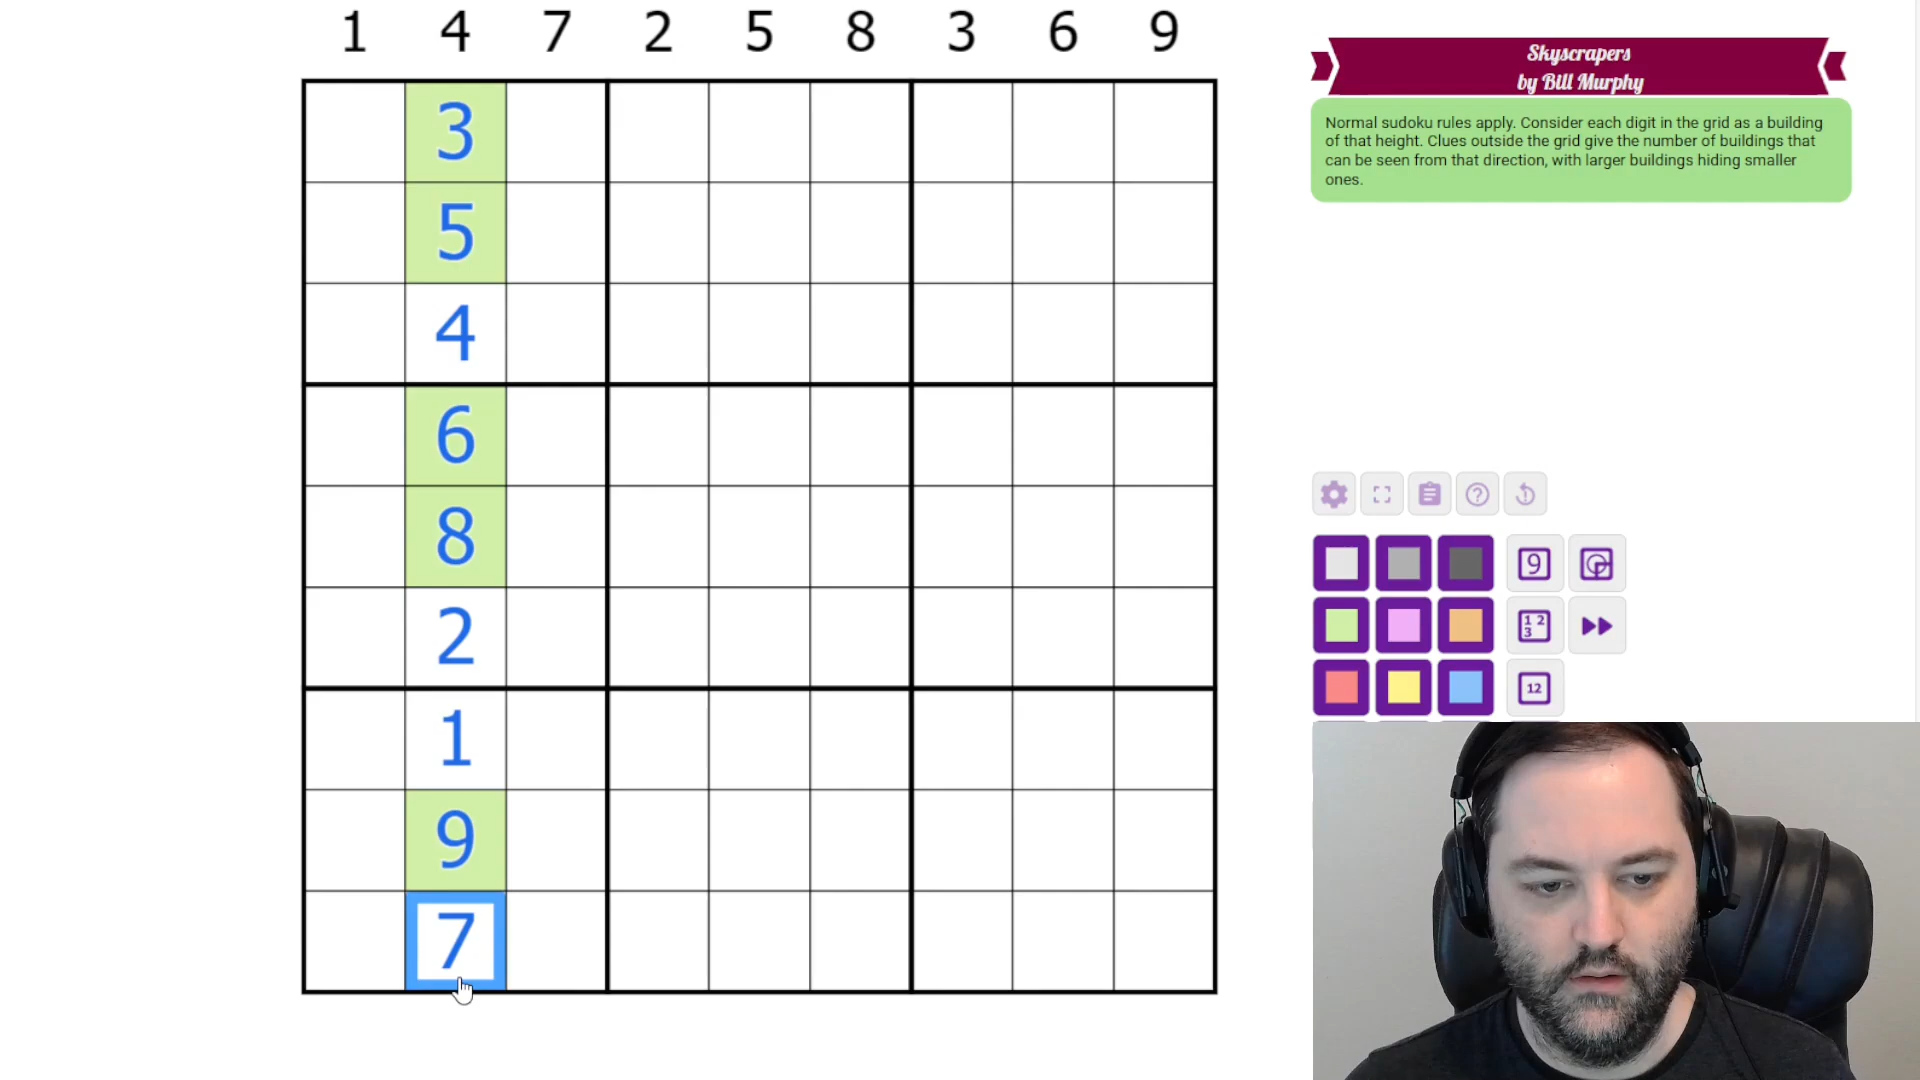 1 4 7 2 5 8 3 6 9
3
5
4
6
8
2
1
9
7
Skyscrapers
by Bill Murphy
Normal sudoku rules apply. Consider each digit in the grid as a building
of that height. Clues outside the grid give the number of buildings that
can be seen from that direction, with larger buildings hiding smaller
ones.
9
1 2
3
12